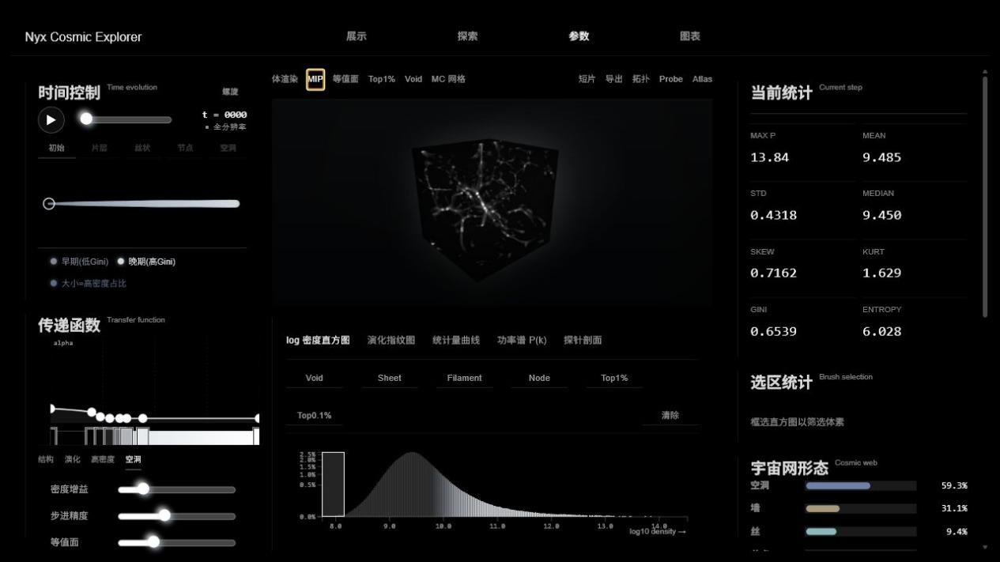 Nyx Cosmic Explorer
展示 探索 参数 图表
时间控制 Time evolution 螺旋
t = 0000
全分辨率
初始 片层 丝状 节点 空洞
早期(低Gini) 晚期(高Gini)
大小=高密度占比
传递函数 Transfer function
alpha
结构 演化 高密度 空洞
密度增益
步进精度
等值面
体渲染 MIP 等值面 Top1% Void MC 网格 短片 导出 拓扑 Probe Atlas
log 密度直方图 演化指纹图 统计量曲线 功率谱 P(k) 探针剖面
Void Sheet Filament Node Top1%
Top0.1% 清除
2.5%
2.0%
1.5%
1.0%
0.5%
0.0%
8.0 9.0 10.0 11.0 12.0 13.0 14.0
log10 density →
当前统计 Current step
MAX P MEAN
13.84 9.485
STD MEDIAN
0.4318 9.450
SKEW KURT
0.7162 1.629
GINI ENTROPY
0.6539 6.028
选区统计 Brush selection
框选直方图以筛选体素
宇宙网形态 Cosmic web
空洞 59.3%
墙 31.1%
丝 9.4%